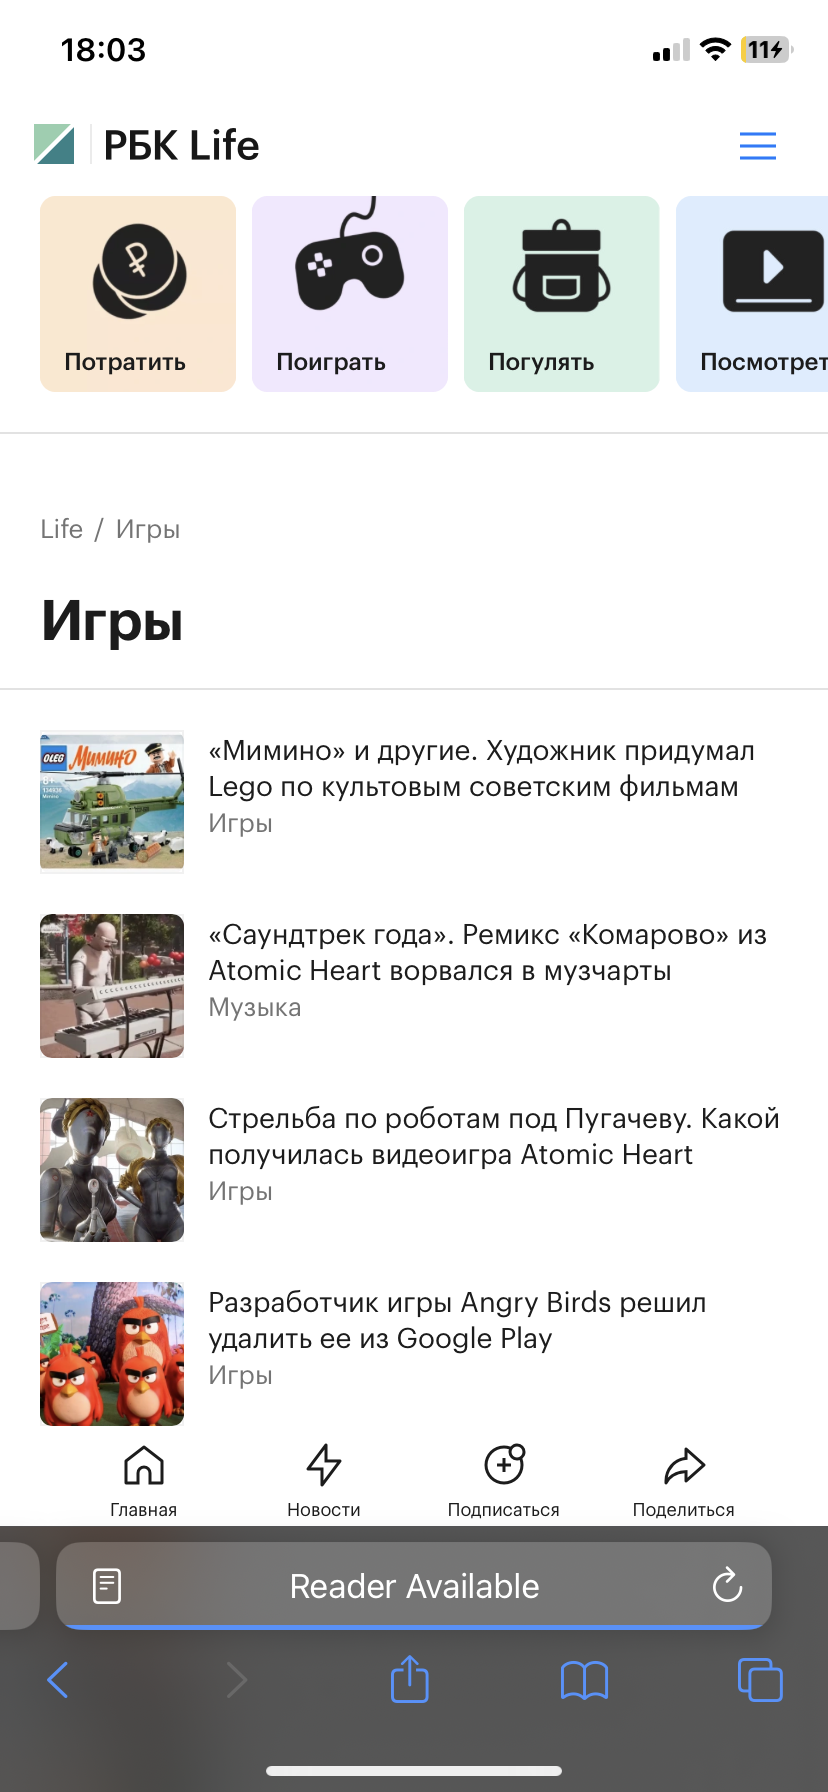 18:03
11
РБК Life
Потратить
Поиграть
Погулять
Посмотрет
Life / Игры
Игры
OLEG Мимино
«Мимино» и другие. Художник придумал
Lego по культовым советским фильмам
Игры
«Саундтрек года». Ремикс «Комарово» из
Atomic Heart ворвался в музчарты
Музыка
Стрельба по роботам под Пугачеву. Какой
получилась видеоигра Atomic Heart
Игры
Разработчик игры Angry Birds решил
удалить ее из Google Play
Игры
Главная
Новости
Подписаться
Поделиться
Reader Available